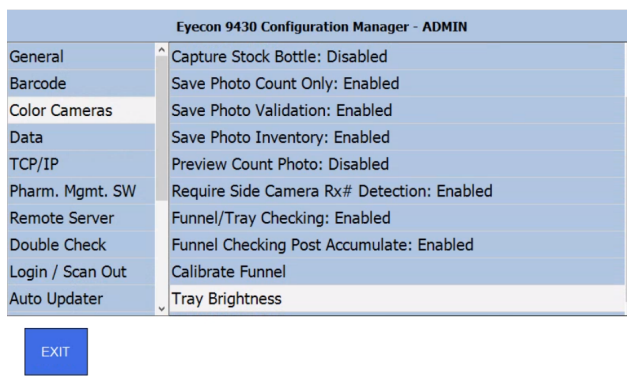 Eyecon 9430 Configuration Manager - ADMIN
General
Barcode
Color Cameras
Data
TCP/IP
Pharm. Mgmt. SW
Remote Server
Double Check
Login / Scan Out
Auto Updater
Capture Stock Bottle: Disabled
Save Photo Count Only: Enabled
Save Photo Validation: Enabled
Save Photo Inventory: Enabled
Preview Count Photo: Disabled
Require Side Camera Rx# Detection: Enabled
Funnel/Tray Checking: Enabled
Funnel Checking Post Accumulate: Enabled
Calibrate Funnel
Tray Brightness
EXIT